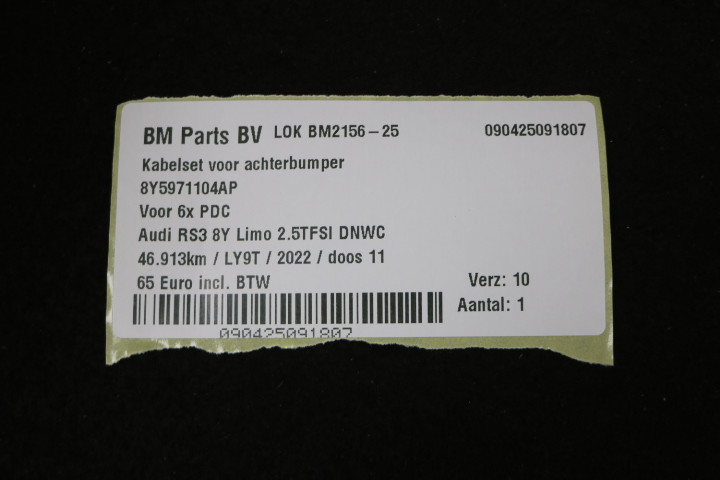 BM Parts BV LOK BM2156-25 090425091807
Kabelset voor achterbumper
8Y5971104AP
Voor 6x PDC
Audi RS3 8Y Limo 2.5TFSI DNWC
46.913km / LY9T / 2022 / doos 11
65 Euro incl. BTW Verz: 10
Aantal: 1
090425091807